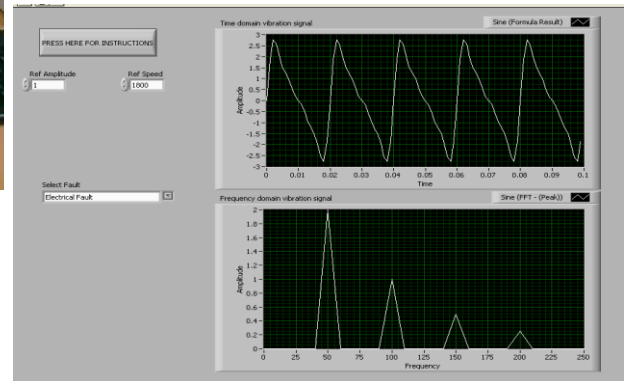 Time domain vibration signal
Sine (Formula Result)
PRESS HERE FOR INSTRUCTIONS
Ref Amplitude
Ref Speed
1
1800
Amplitude
3
2.5
2
1.5
1
0.5
0
-0.5
-1
-1.5
-2
-2.5
-3
0 0.01 0.02 0.03 0.04 0.05 0.06 0.07 0.08 0.09 0.1
Time
Select Fault
Electrical Fault
Frequency domain vibration signal
Sine (FFT - (Peak))
Amplitude
2
1.8
1.6
1.4
1.2
1
0.8
0.6
0.4
0.2
0
0 25 50 75 100 125 150 175 200 225 250
Frequency